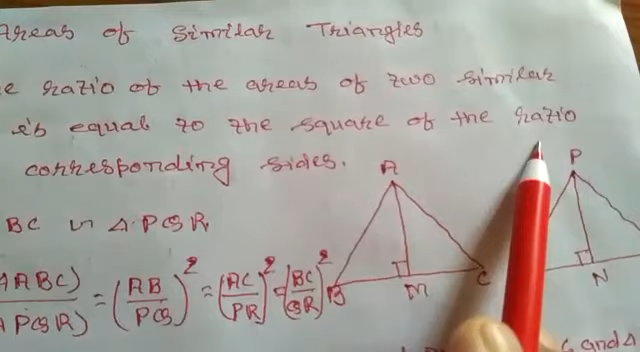 Areas of Similar Triangles
e ratio of the areas of two similar
is equal to the square of the ratio
corresponding sides.
BC ∽ Δ PQR
ABC) / PQR) = (AB/PQ)² = (AC/PR)² = (BC/QR)²
A
B M C
P
N
and Δ